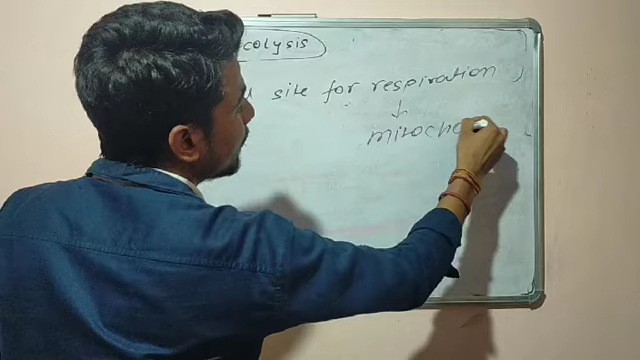 colysis
site for respiration,
mitocho